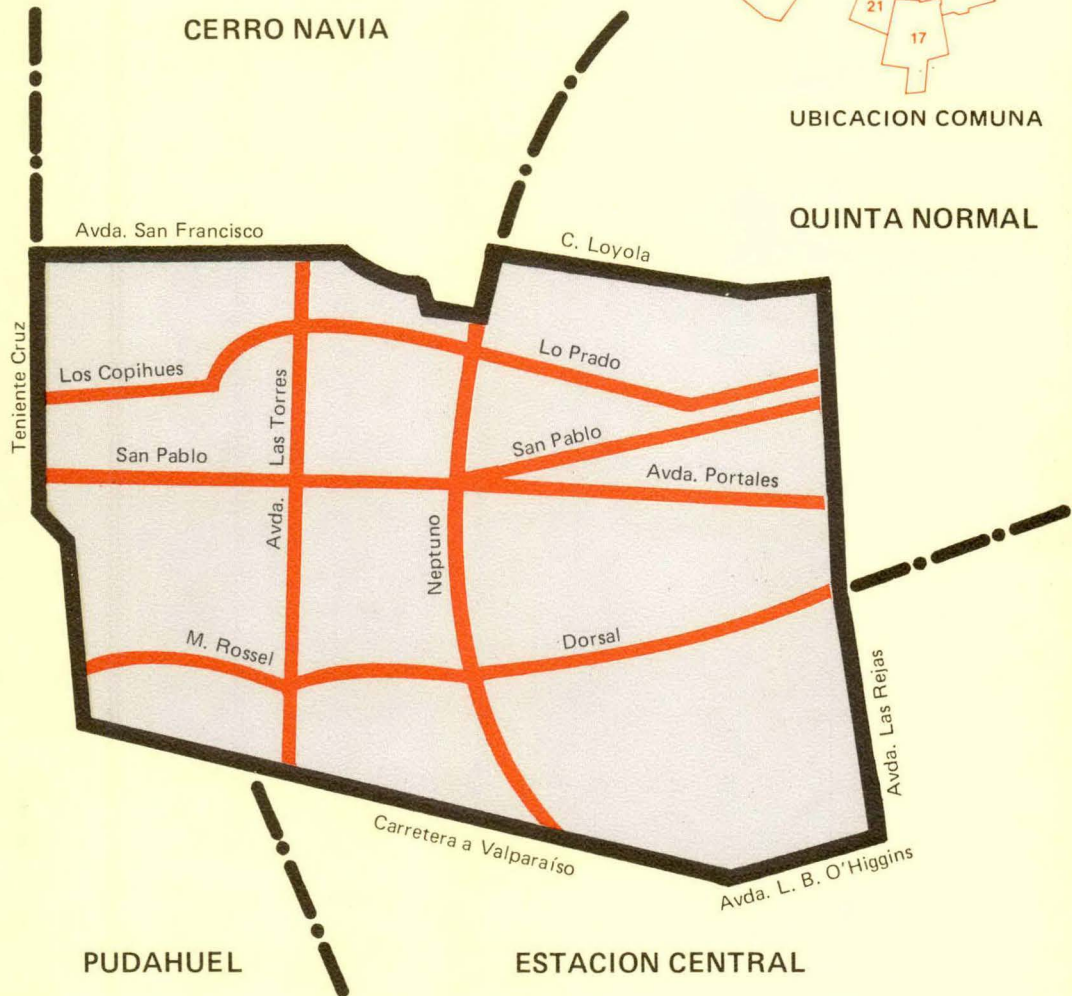 CERRO NAVIA
21
17
UBICACION COMUNA
QUINTA NORMAL
Avda. San Francisco
C. Loyola
Teniente Cruz
Los Copihues
Avda. Las Torres
Lo Prado
San Pablo
San Pablo
Avda. Portales
Neptuno
M. Rossel
Dorsal
Avda. Las Rejas
Carretera a Valparaíso
Avda. L. B. O'Higgins
PUDAHUEL
ESTACION CENTRAL